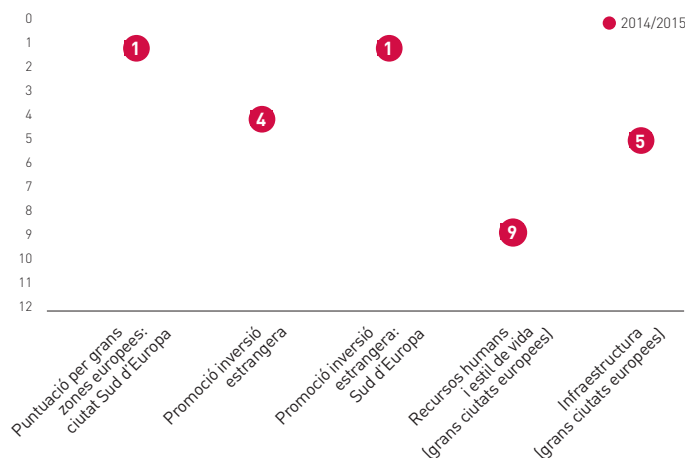 0
1
2
3
4
5
6
7
8
9
10
11
12
2014/2015
1
4
1
9
5
Puntuació per grans
zones europees:
ciutat Sud d'Europa
Promoció inversió
estrangera
Promoció inversió
estrangera:
Sud d'Europa
Recursos humans
i estil de vida
(grans ciutats europees)
Infraestructura
(grans ciutats europees)